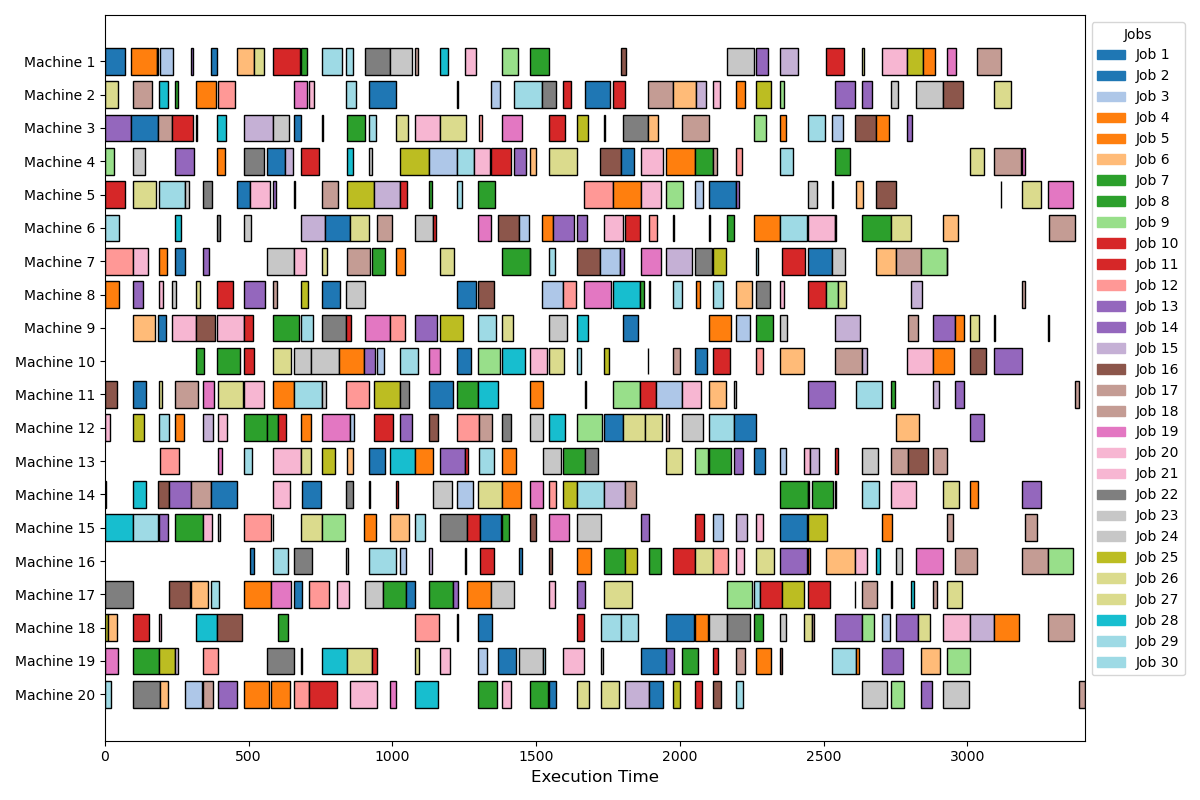 Machine 1
Machine 2
Machine 3
Machine 4
Machine 5
Machine 6
Machine 7
Machine 8
Machine 9
Machine 10
Machine 11
Machine 12
Machine 13
Machine 14
Machine 15
Machine 16
Machine 17
Machine 18
Machine 19
Machine 20
0 500 1000 1500 2000 2500 3000
Execution Time
Jobs
Job 1
Job 2
Job 3
Job 4
Job 5
Job 6
Job 7
Job 8
Job 9
Job 10
Job 11
Job 12
Job 13
Job 14
Job 15
Job 16
Job 17
Job 18
Job 19
Job 20
Job 21
Job 22
Job 23
Job 24
Job 25
Job 26
Job 27
Job 28
Job 29
Job 30